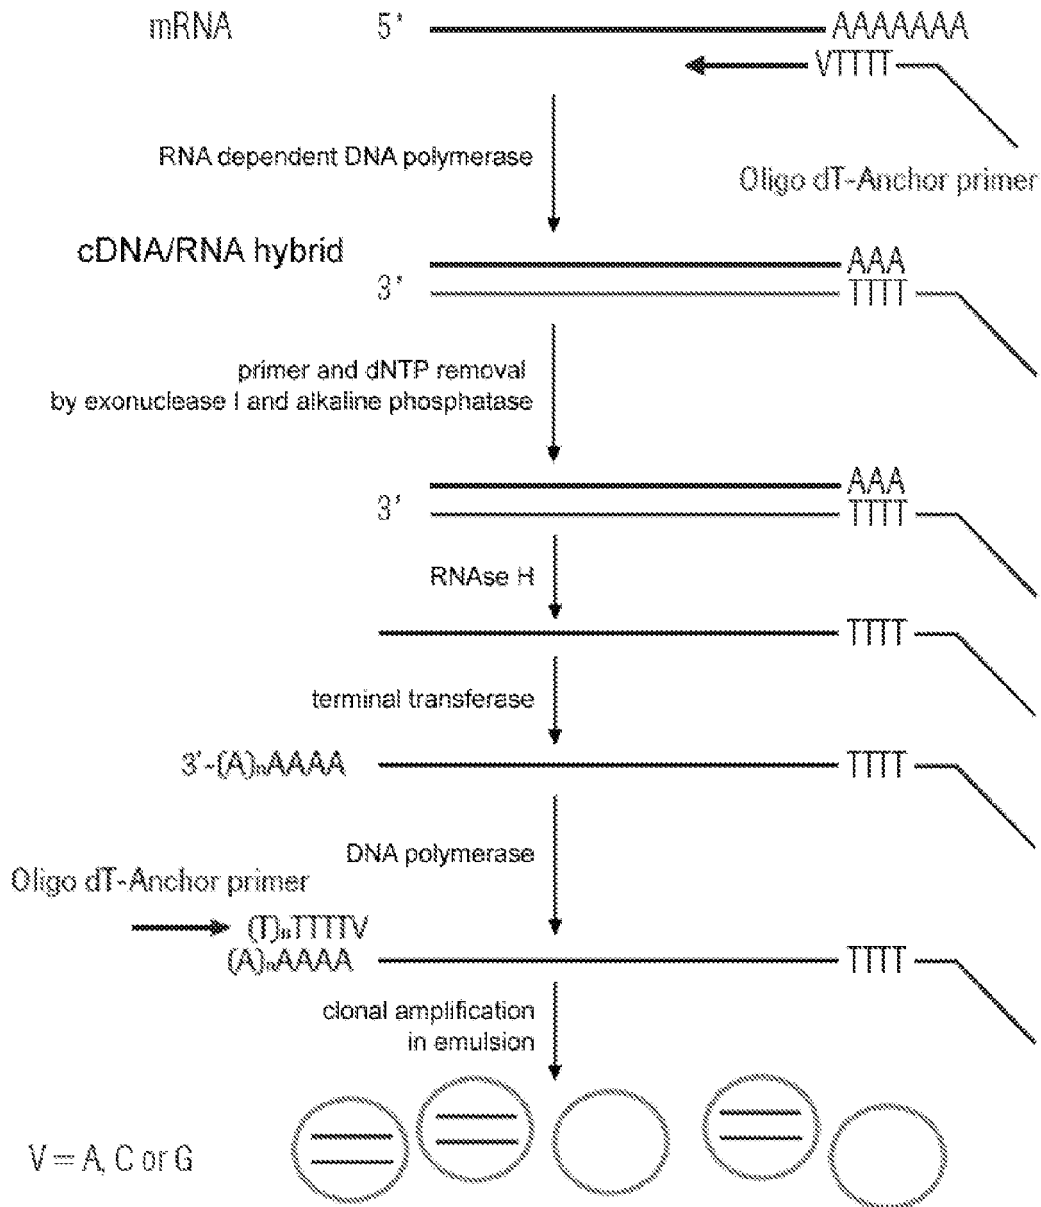 mRNA 5' AAAAAAA
VTTTT
RNA dependent DNA polymerase
Oligo dT-Anchor primer
cDNA/RNA hybrid
AAA
3' TTTT
primer and dNTP removal
by exonuclease I and alkaline phosphatase
AAA
3' TTTT
RNAse H
TTTT
terminal transferase
3'-(A)nAAAA TTTT
DNA polymerase
Oligo dT-Anchor primer
(T)nTTTTV
(A)nAAAA TTTT
clonal amplification
in emulsion
V = A, C or G